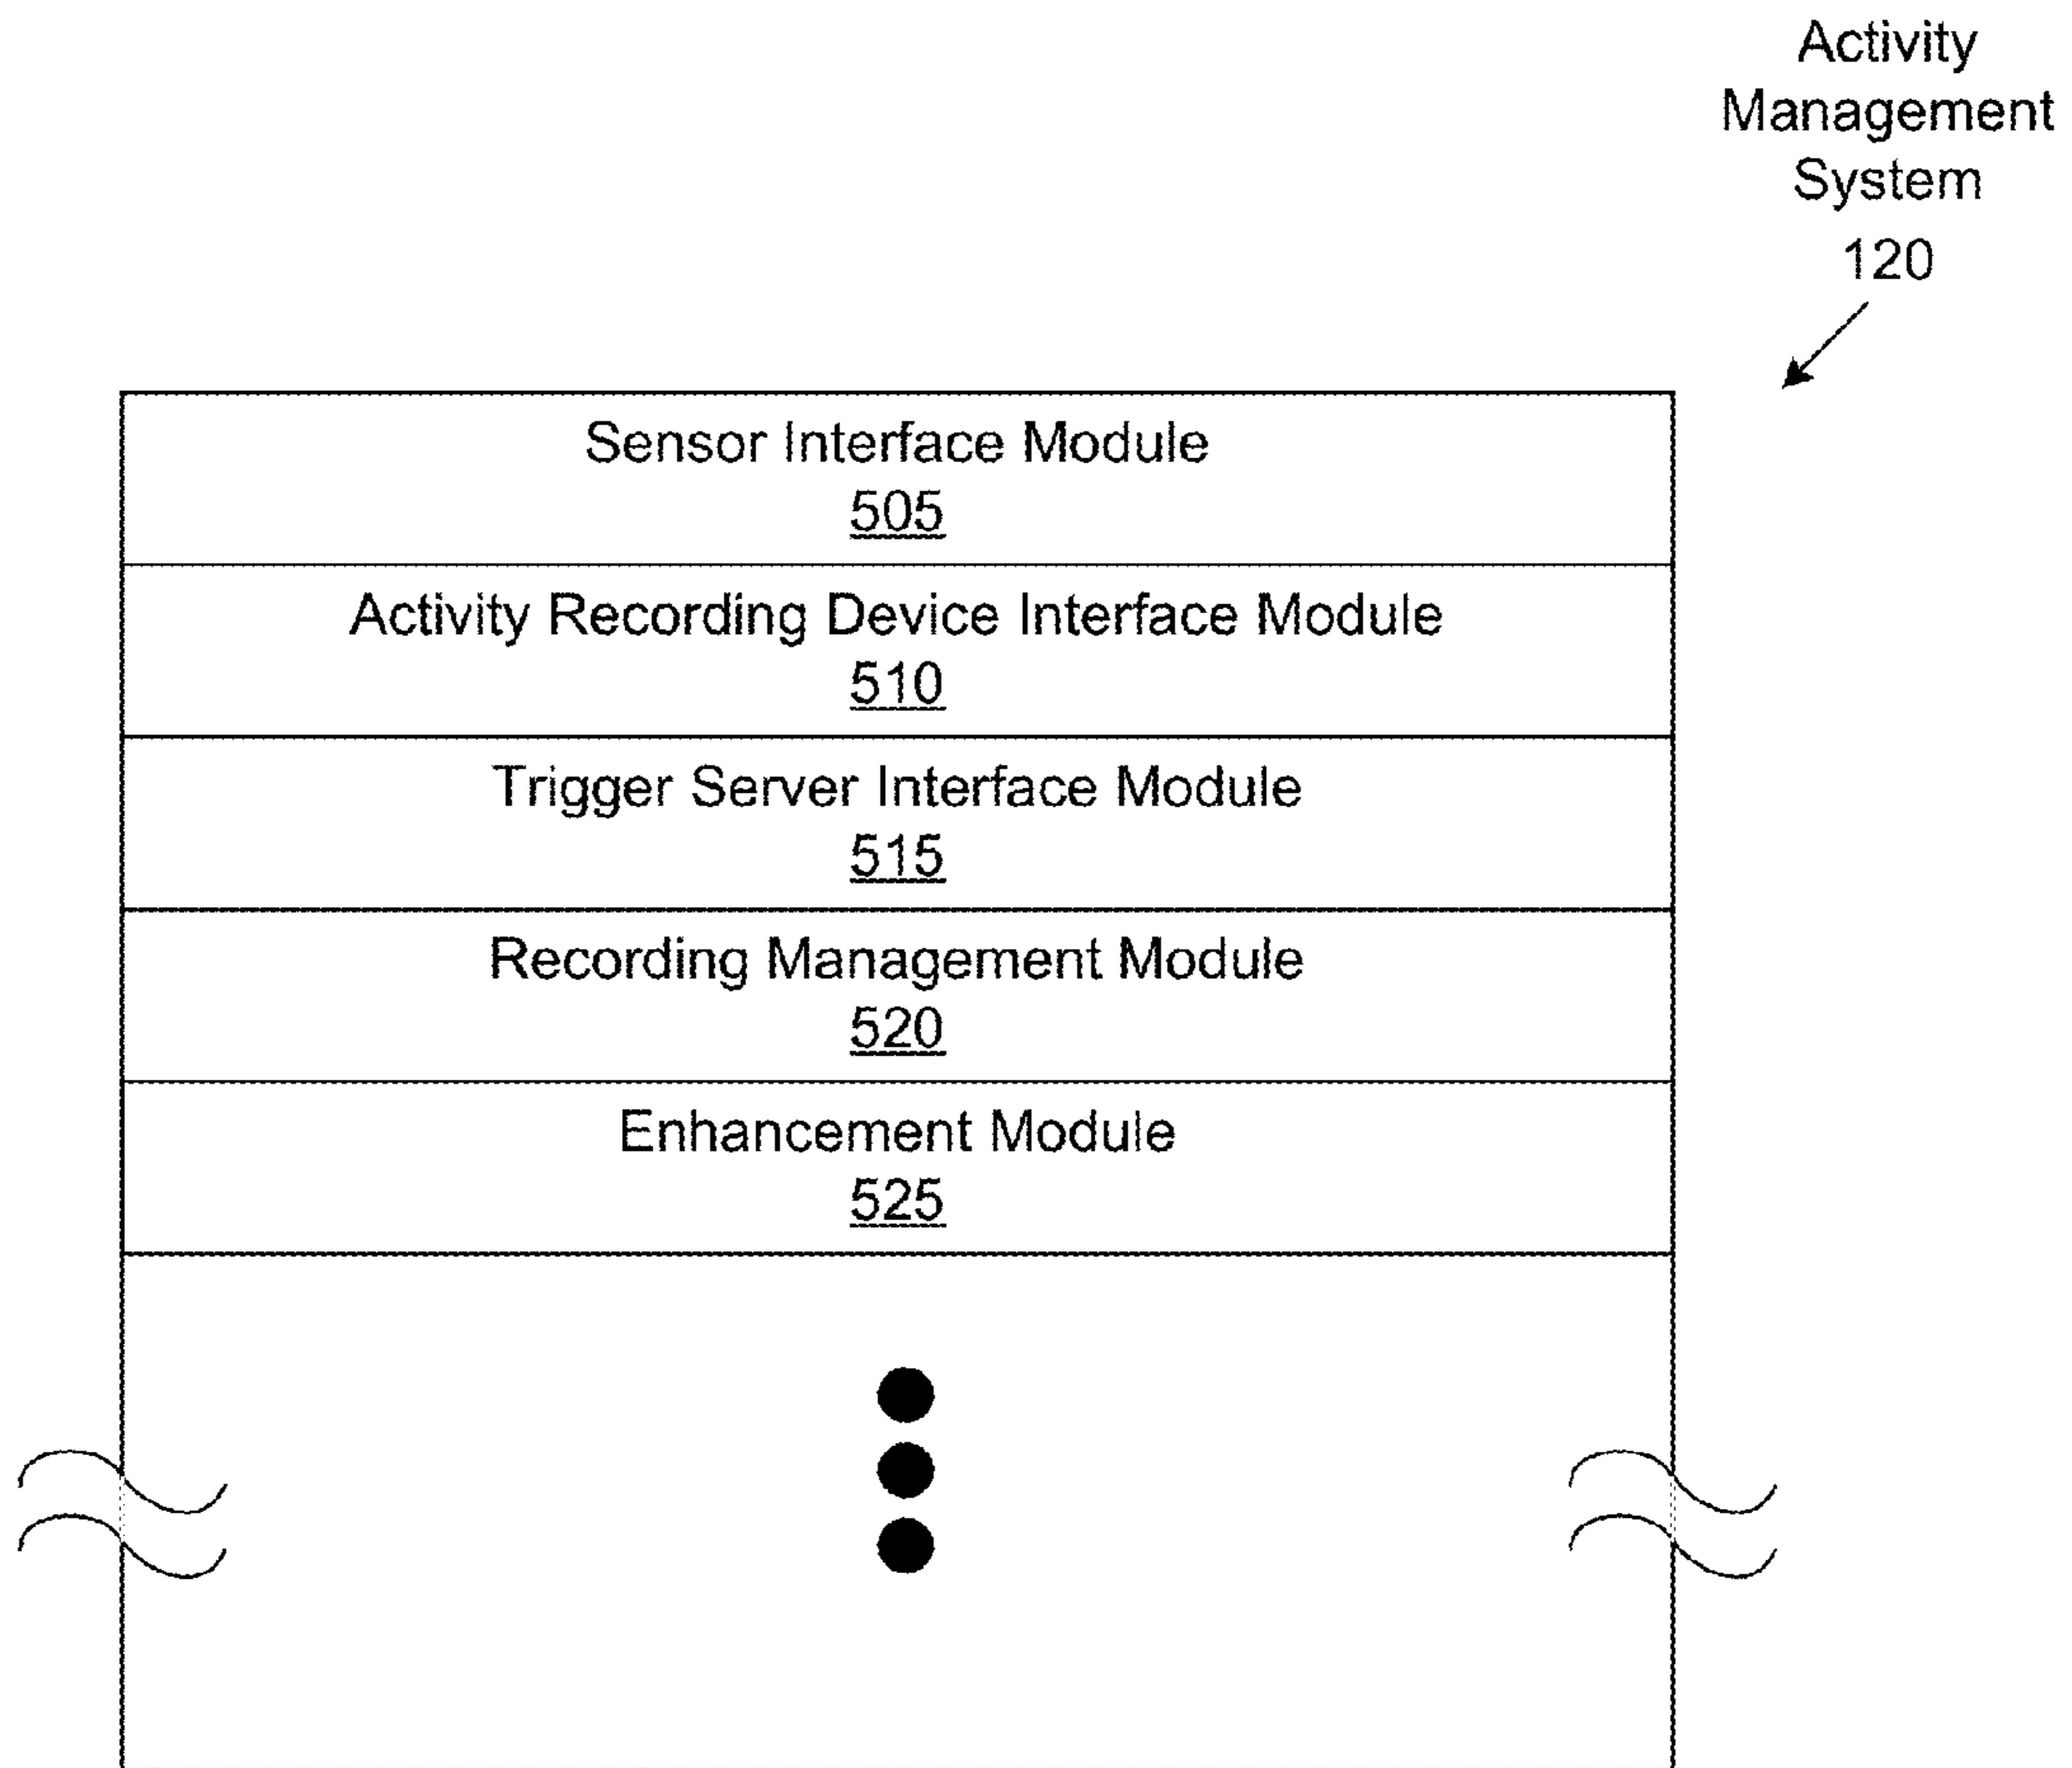 Activity
Management
System
120
Sensor Interface Module
505
Activity Recording Device Interface Module
510
Trigger Server Interface Module
515
Recording Management Module
520
Enhancement Module
525